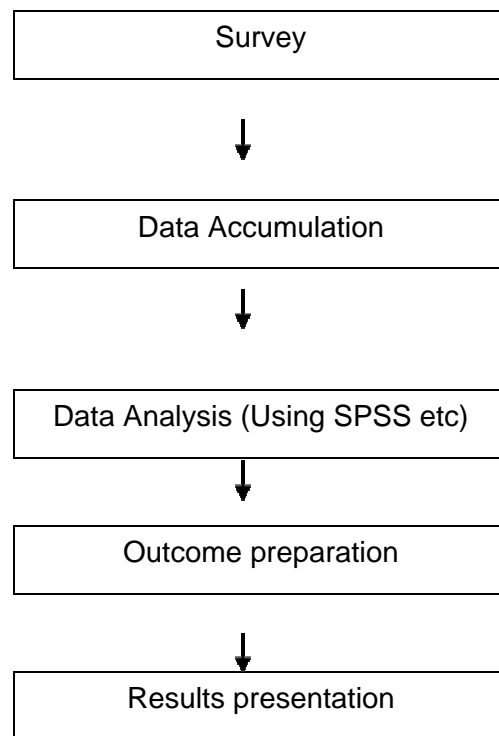 Survey
Data Accumulation
Data Analysis (Using SPSS etc)
Outcome preparation
Results presentation